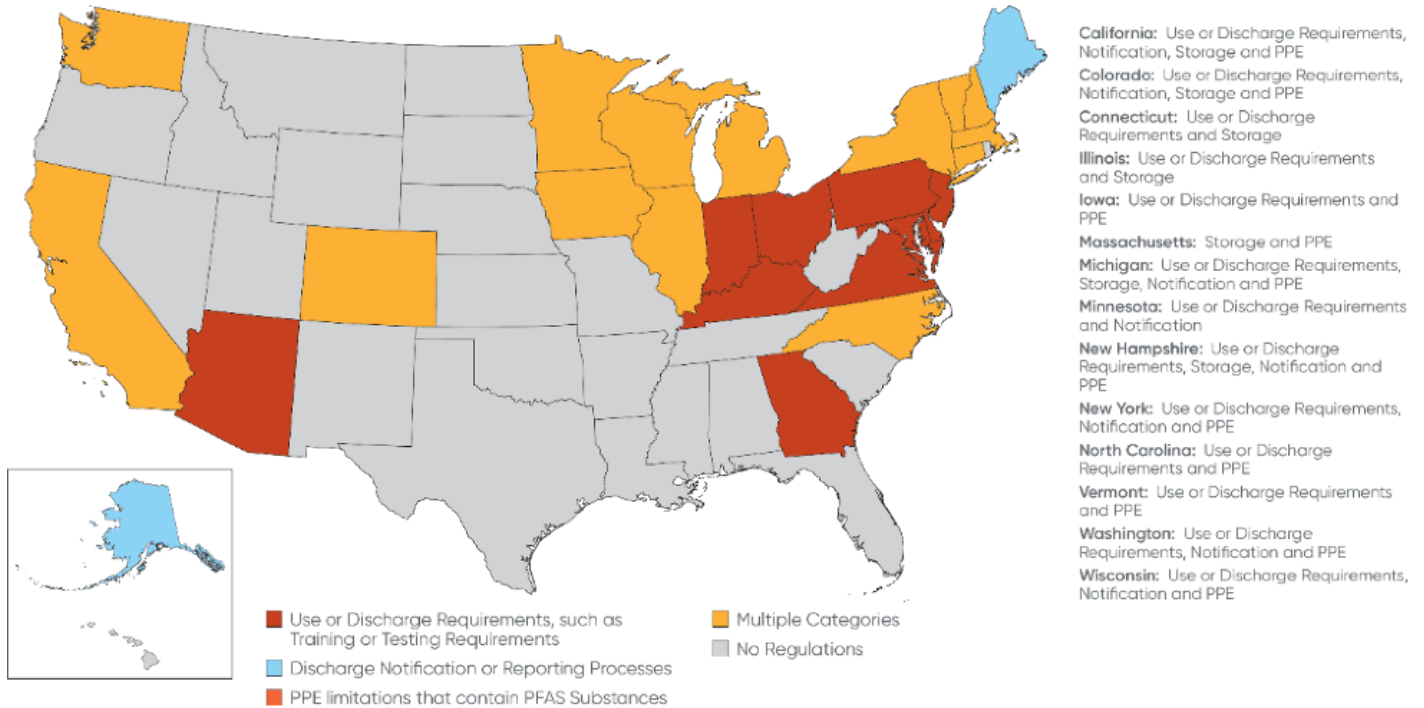 California: Use or Discharge Requirements,
Notification, Storage and PPE
Colorado: Use or Discharge Requirements,
Notification, Storage and PPE
Connecticut: Use or Discharge
Requirements and Storage
Illinois: Use or Discharge Requirements
and Storage
Iowa: Use or Discharge Requirements and
PPE
Massachusetts: Storage and PPE
Michigan: Use or Discharge Requirements,
Storage, Notification and PPE
Minnesota: Use or Discharge Requirements
and Notification
New Hampshire: Use or Discharge
Requirements, Storage, Notification and
PPE
New York: Use or Discharge Requirements,
Notification and PPE
North Carolina: Use or Discharge
Requirements and PPE
Vermont: Use or Discharge Requirements
and PPE
Washington: Use or Discharge
Requirements, Notification and PPE
Wisconsin: Use or Discharge Requirements,
Notification and PPE
Use or Discharge Requirements, such as
Training or Testing Requirements
Discharge Notification or Reporting Processes
PPE limitations that contain PFAS Substances
Multiple Categories
No Regulations